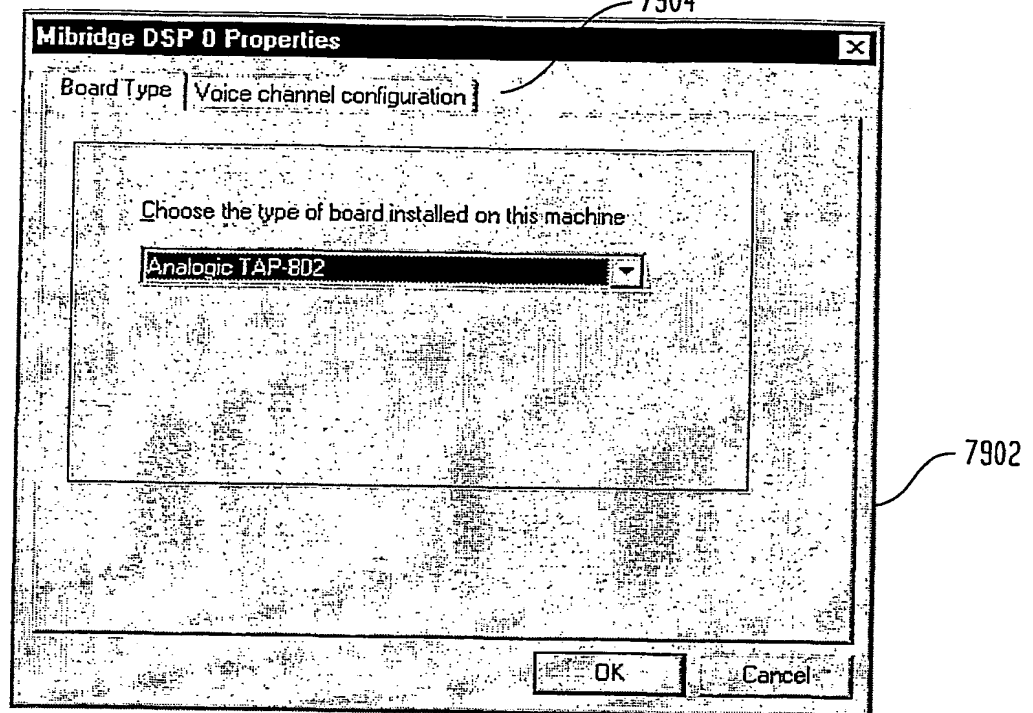 7904
Mibridge DSP 0 Properties
Board Type
Voice channel configuration
Choose the type of board installed on this machine
Analogic TAP-802
7902
OK
Cancel